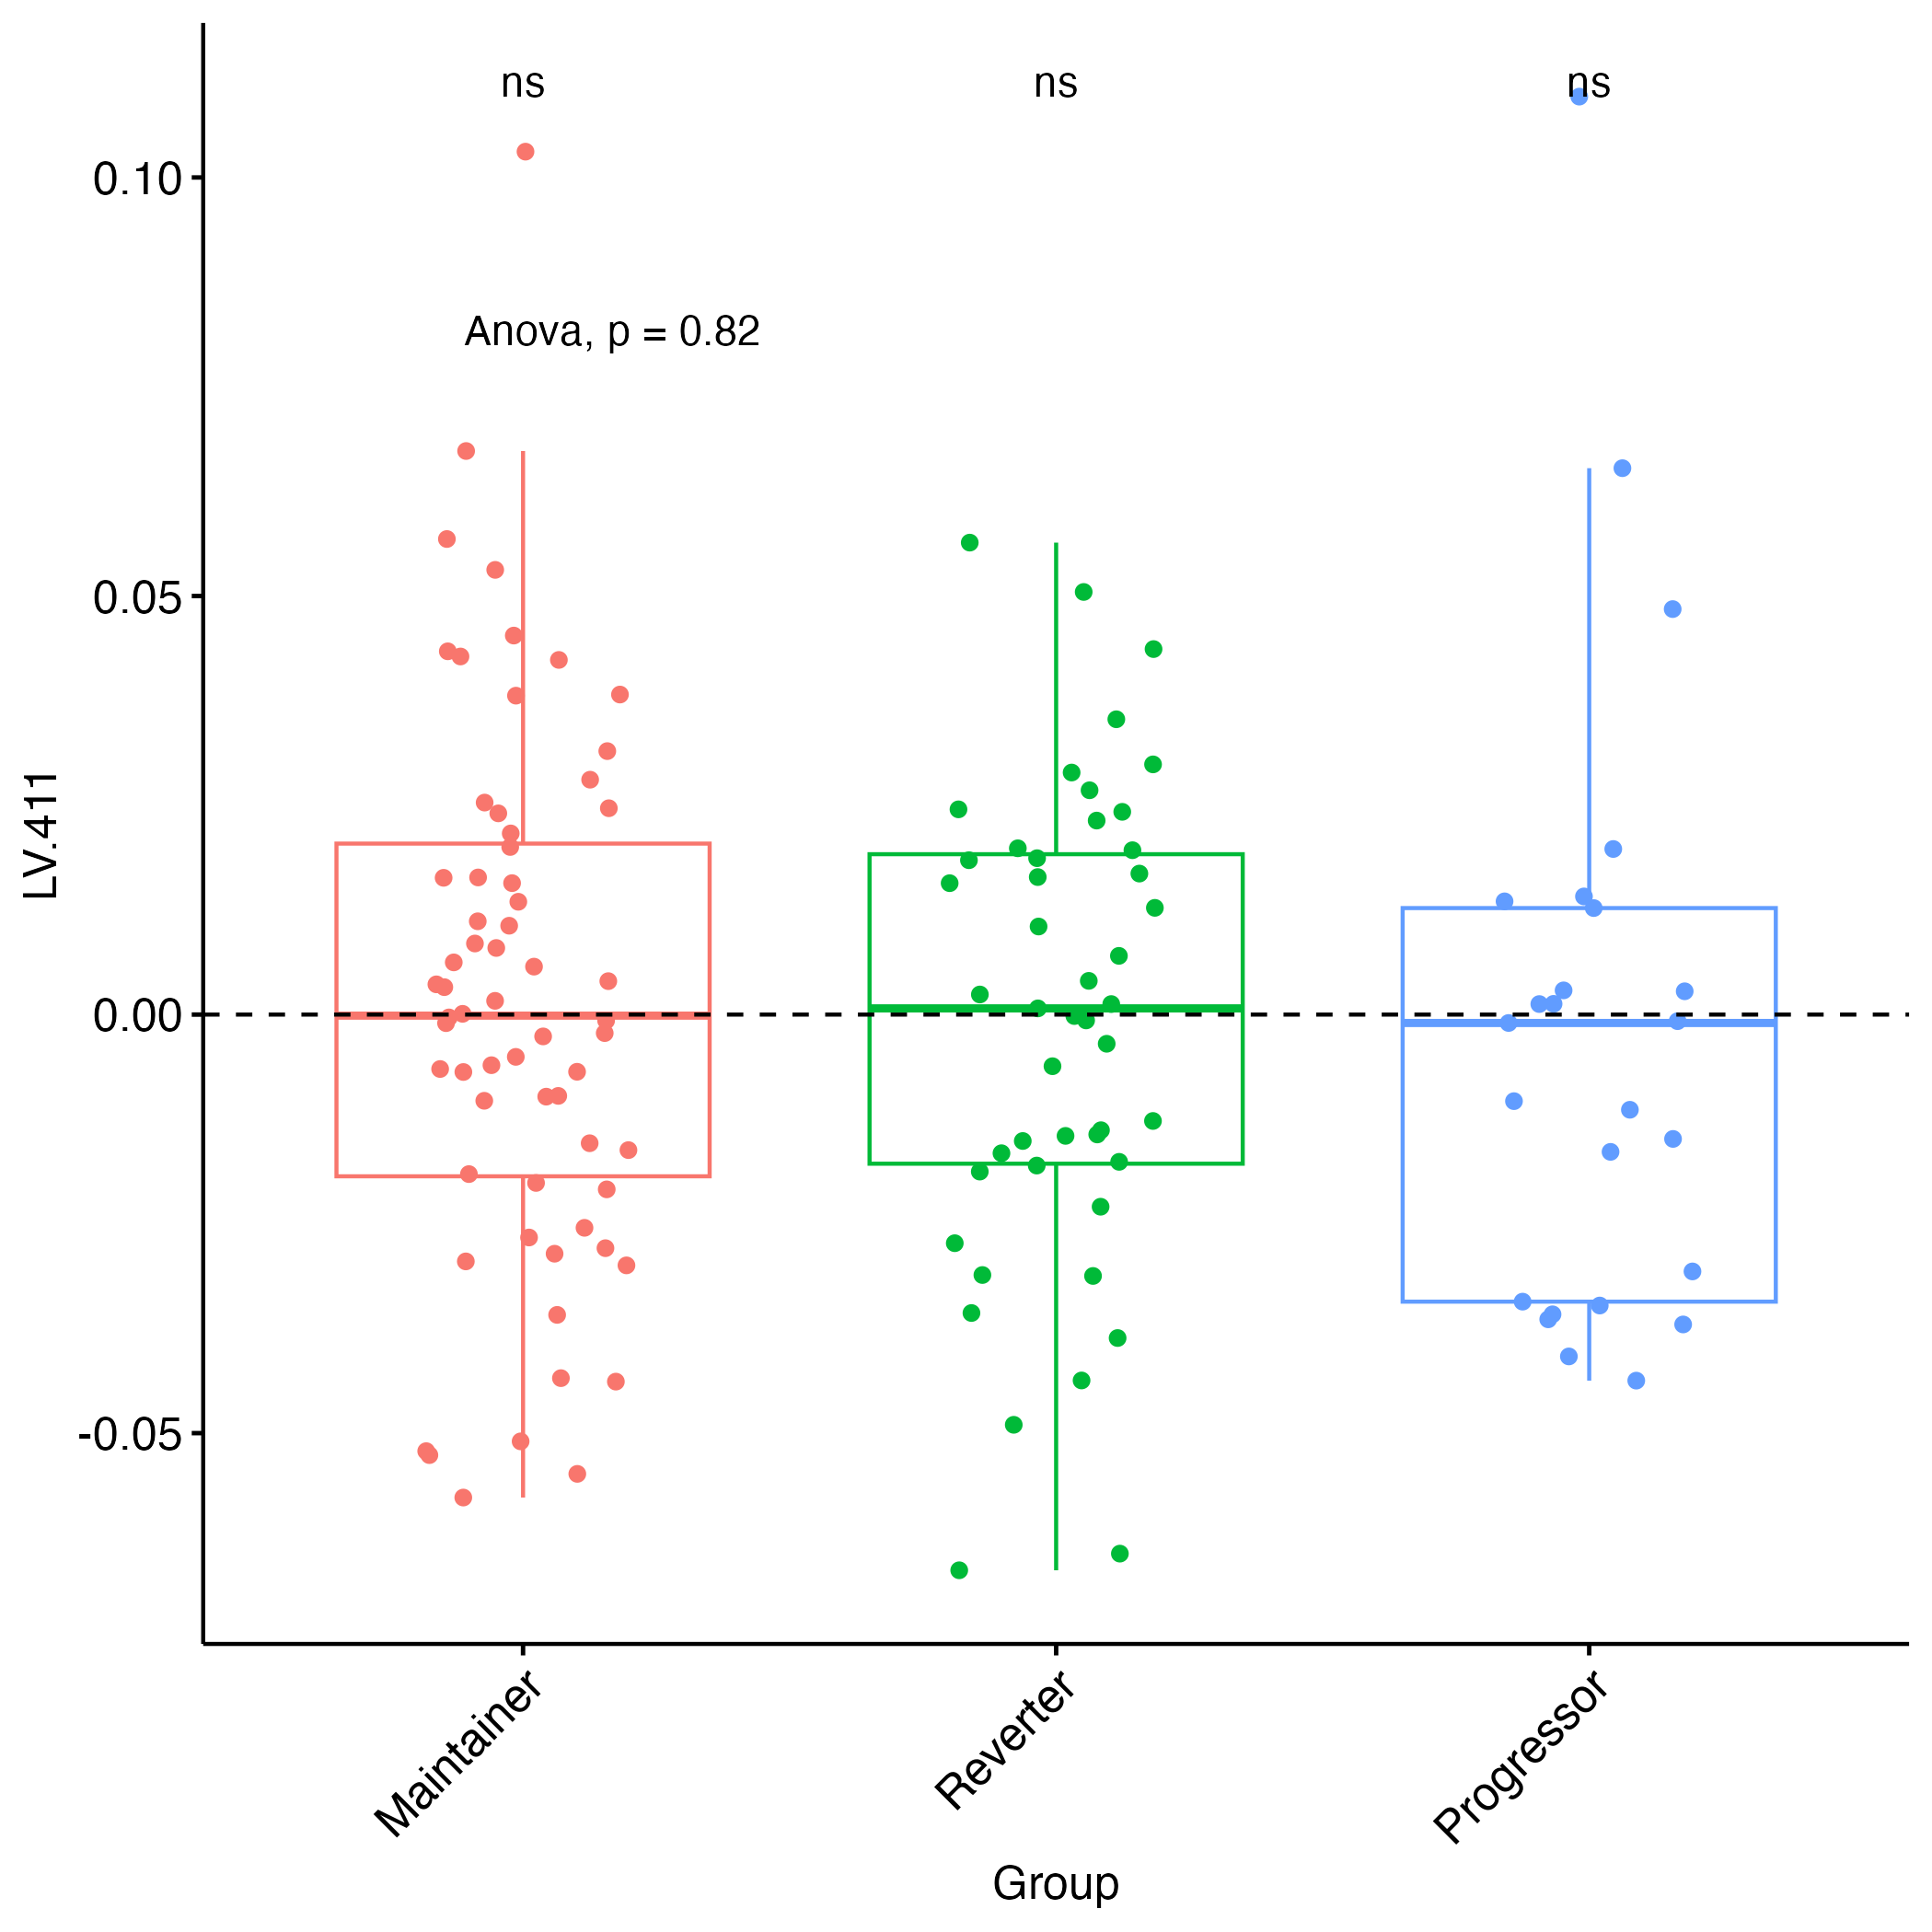 ns ns ns
0.10
Anova, p = 0.82
0.05
LV.411
0.00
-0.05
Maintainer Reverter Progressor
Group